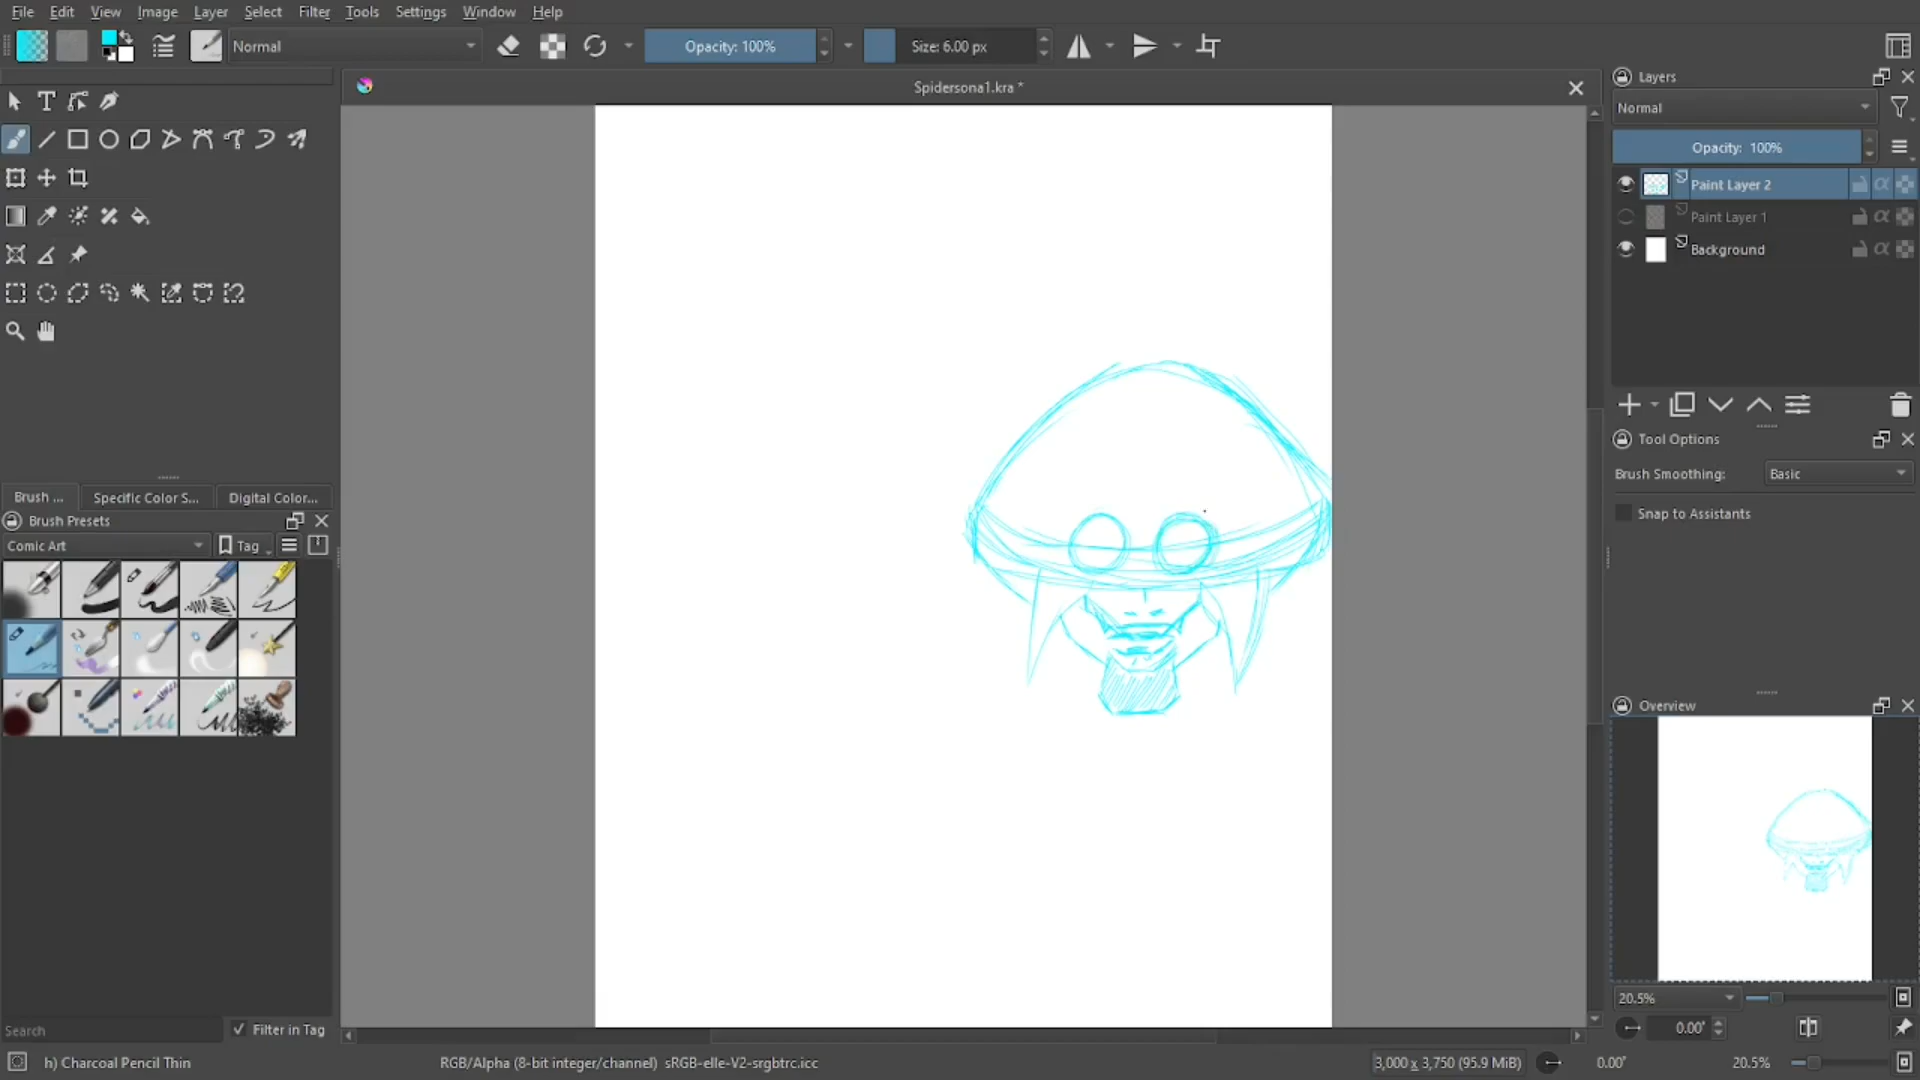 File Edit View Image Layer Select Filter Tools Settings Window Help
Normal Opacity: 100% Size: 6.00 px
Spidersona1.kra *
Layers
Normal
Opacity: 100%
Paint Layer 2
Paint Layer 1
Background
Tool Options
Brush Smoothing: Basic
Snap to Assistants
Brush ... Specific Color S... Digital Color...
Brush Presets
Comic Art Tag
Overview
20.5%
0.00°
Search Filter in Tag
h) Charcoal Pencil Thin RGB/Alpha (8-bit integer/channel) sRGB-elle-V2-srgbtrc.icc 3,000 x 3,750 (95.9 MiB) 0.00° 20.5%